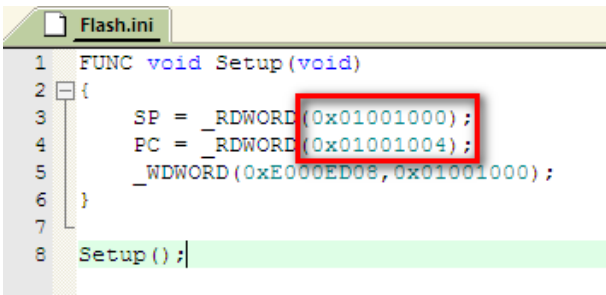 Flash.ini
1 FUNC void Setup(void)
2 {
3 SP = _RDWORD(0x01001000);
4 PC = _RDWORD(0x01001004);
5 _WDWORD(0xE000ED08,0x01001000);
6 }
7
8 Setup();